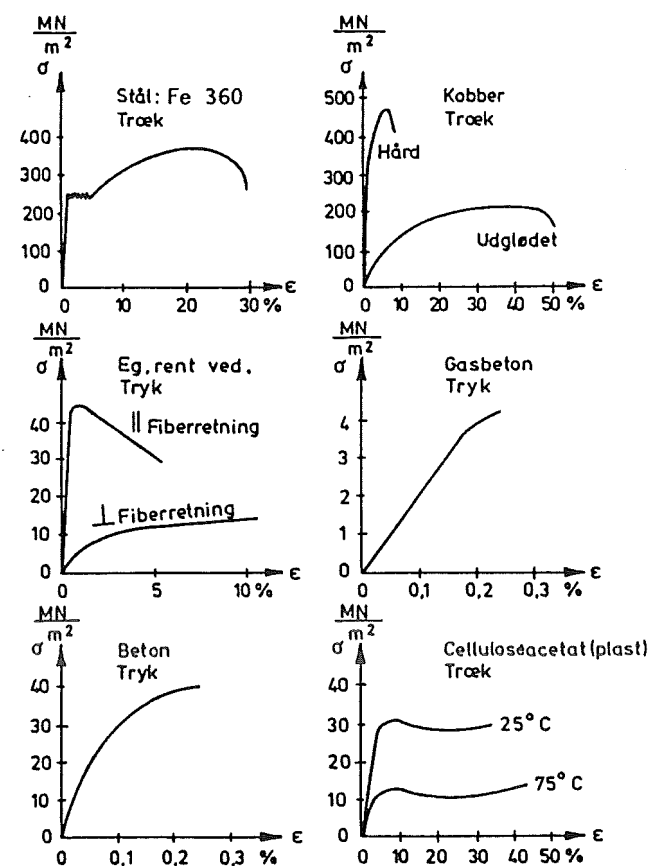 MN
m²
σ
Stål: Fe 360
Træk
400
300
200
100
0
0 10 20 30 % ε
MN
m²
σ
Kobber
Træk
500
400
300
200
100
0
Hård
Udglødet
0 10 20 30 40 50 % ε
MN
m²
σ
Eg, rent ved.
Tryk
40
30
20
10
0
|| Fiberretning
⊥ Fiberretning
0 5 10 % ε
MN
m²
σ
Gasbeton
Tryk
4
3
2
1
0
0 0,1 0,2 0,3 % ε
MN
m²
σ
Beton
Tryk
40
30
20
10
0
0 0,1 0,2 0,3 % ε
MN
m²
σ
Celluloseacetat (plast)
Træk
40
30
20
10
0
25° C
75° C
0 10 20 30 40 50 % ε